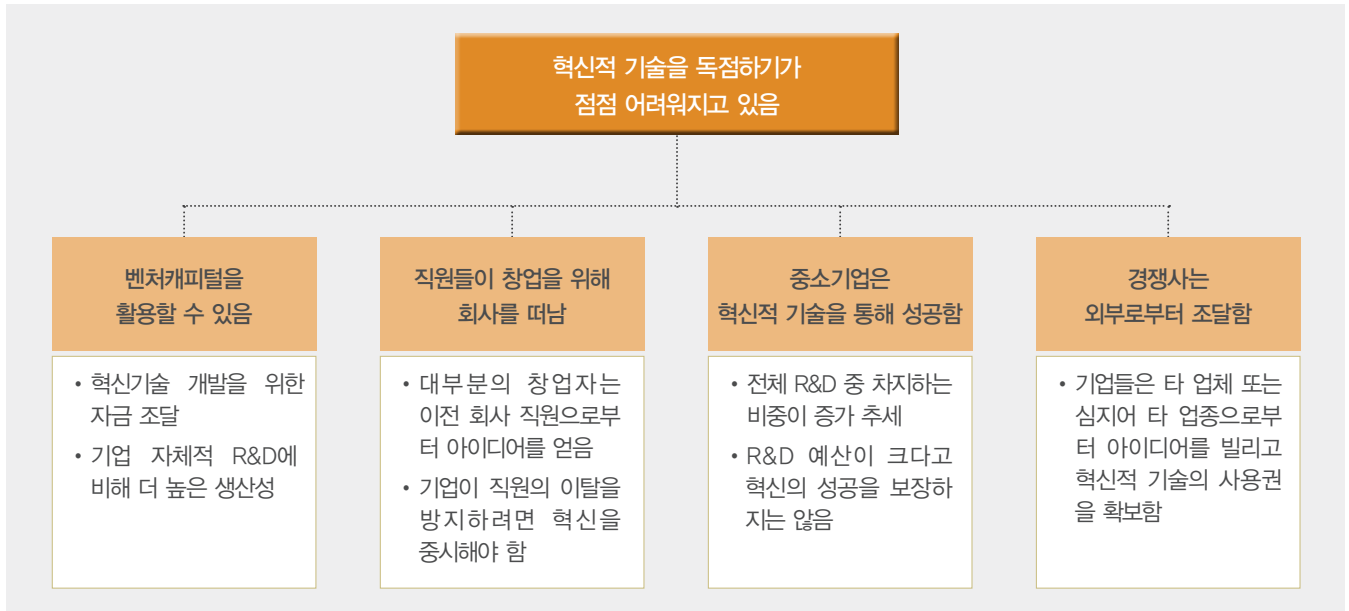 혁신적 기술을 독점하기가
점점 어려워지고 있음
벤처캐피털을
활용할 수 있음
• 혁신기술 개발을 위한
자금 조달
• 기업 자체적 R&D에
비해 더 높은 생산성
직원들이 창업을 위해
회사를 떠남
• 대부분의 창업자는
이전 회사 직원으로부
터 아이디어를 얻음
• 기업이 직원의 이탈을
방지하려면 혁신을
중시해야 함
중소기업은
혁신적 기술을 통해 성공함
• 전체 R&D 중 차지하는
비중이 증가 추세
• R&D 예산이 크다고
혁신의 성공을 보장하
지는 않음
경쟁사는
외부로부터 조달함
• 기업들은 타 업체 또는
심지어 타 업종으로부
터 아이디어를 빌리고
혁신적 기술의 사용권
을 확보함